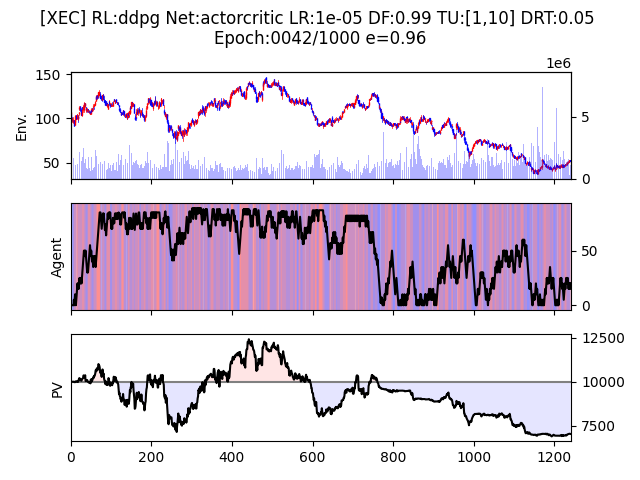 [XEC] RL:ddpg Net:actorcritic LR:1e-05 DF:0.99 TU:[1,10] DRT:0.05
Epoch:0042/1000 e=0.96
1e6
150
100
50
Env.
5
0
Agent
50
0
PV
12500
10000
7500
0 200 400 600 800 1000 1200